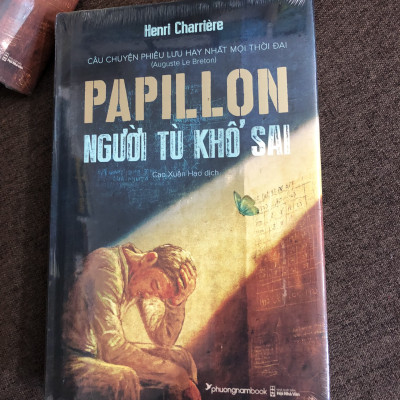 Henri Charrière
CÂU CHUYỆN PHIÊU LƯU HAY NHẤT MỌI THỜI ĐẠI
(Auguste Le Breton)
PAPILLON
NGƯỜI TÙ KHỔ SAI
Cao Xuân Hạo dịch
phuongnambook